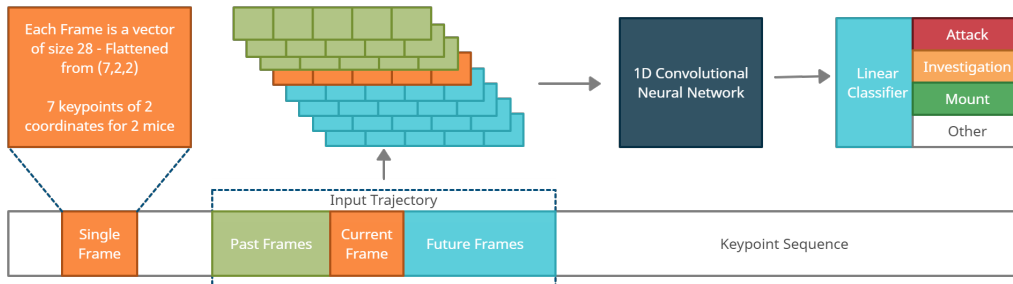 Each Frame is a vector
of size 28 - Flattened
from (7,2,2)
7 keypoints of 2
coordinates for 2 mice
1D Convolutional
Neural Network
Linear
Classifier
Attack
Investigation
Mount
Other
Input Trajectory
Single
Frame
Past Frames
Current
Frame
Future Frames
Keypoint Sequence